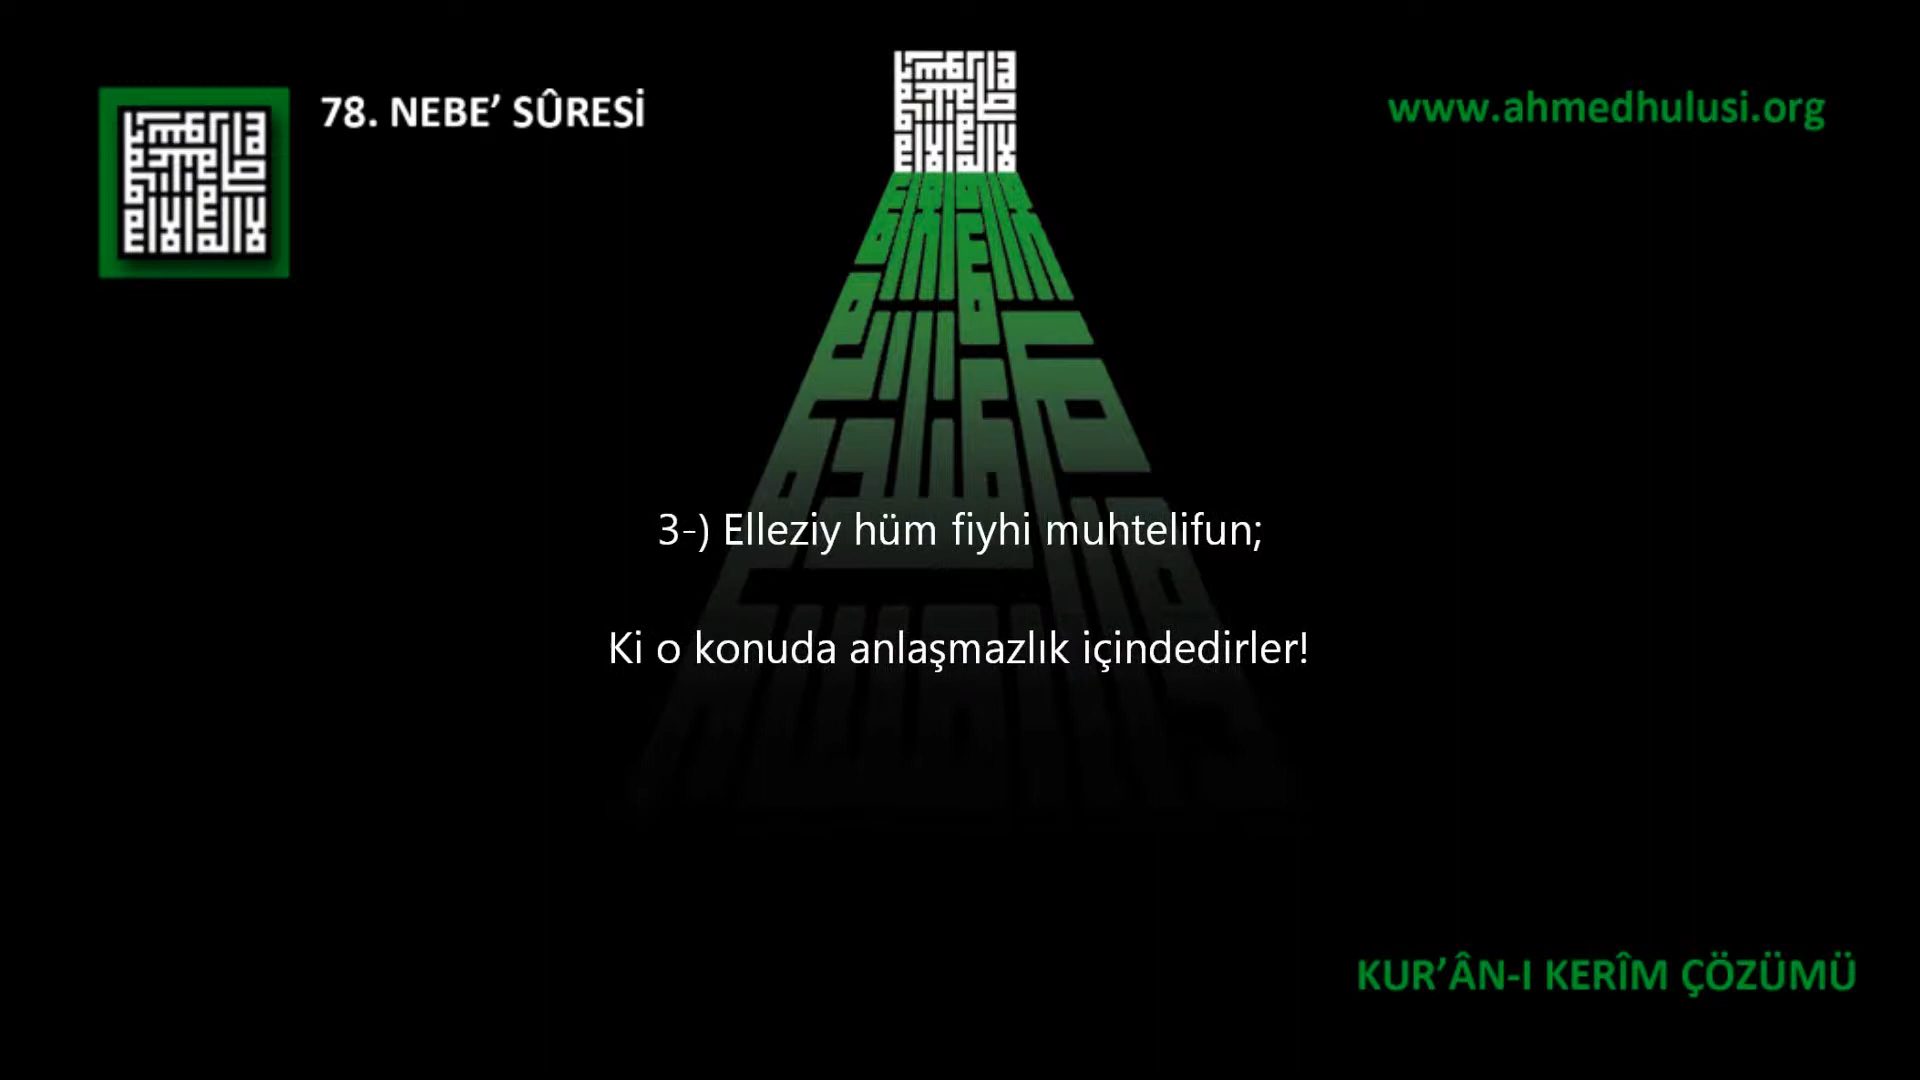 78. NEBE’ SÛRESİ
www.ahmedhulusi.org
3-) Elleziy hüm fiyhi muhtelifun;
Ki o konuda anlaşmazlık içindedirler!
KUR’ÂN-I KERÎM ÇÖZÜMÜ